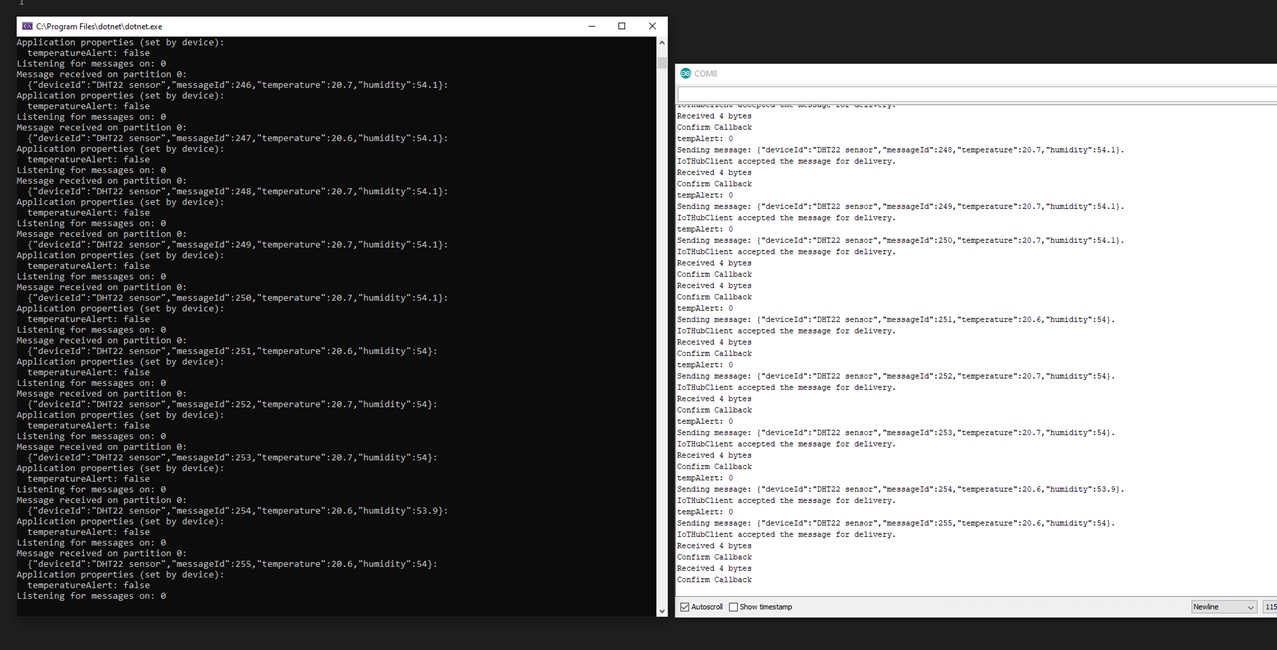 C:\Program Files\dotnet\dotnet.exe
Application properties (set by device):
temperatureAlert: false
Listening for messages on: 0
Message received on partition 0:
{"deviceId":"DHT22 sensor","messageId":246,"temperature":20.7,"humidity":54.1}:
Application properties (set by device):
temperatureAlert: false
Listening for messages on: 0
Message received on partition 0:
{"deviceId":"DHT22 sensor","messageId":247,"temperature":20.6,"humidity":54.1}:
Application properties (set by device):
temperatureAlert: false
Listening for messages on: 0
Message received on partition 0:
{"deviceId":"DHT22 sensor","messageId":248,"temperature":20.7,"humidity":54.1}:
Application properties (set by device):
temperatureAlert: false
Listening for messages on: 0
Message received on partition 0:
{"deviceId":"DHT22 sensor","messageId":249,"temperature":20.7,"humidity":54.1}:
Application properties (set by device):
temperatureAlert: false
Listening for messages on: 0
Message received on partition 0:
{"deviceId":"DHT22 sensor","messageId":250,"temperature":20.7,"humidity":54.1}:
Application properties (set by device):
temperatureAlert: false
Listening for messages on: 0
Message received on partition 0:
{"deviceId":"DHT22 sensor","messageId":251,"temperature":20.6,"humidity":54}:
Application properties (set by device):
temperatureAlert: false
Listening for messages on: 0
Message received on partition 0:
{"deviceId":"DHT22 sensor","messageId":252,"temperature":20.7,"humidity":54}:
Application properties (set by device):
temperatureAlert: false
Listening for messages on: 0
Message received on partition 0:
{"deviceId":"DHT22 sensor","messageId":253,"temperature":20.7,"humidity":54}:
Application properties (set by device):
temperatureAlert: false
Listening for messages on: 0
Message received on partition 0:
{"deviceId":"DHT22 sensor","messageId":254,"temperature":20.6,"humidity":53.9}:
Application properties (set by device):
temperatureAlert: false
Listening for messages on: 0
Message received on partition 0:
{"deviceId":"DHT22 sensor","messageId":255,"temperature":20.6,"humidity":54}:
Application properties (set by device):
temperatureAlert: false
Listening for messages on: 0
COM8
IoTHubClient accepted the message for delivery.
Received 4 bytes
Confirm Callback
tempAlert: 0
Sending message: {"deviceId":"DHT22 sensor","messageId":248,"temperature":20.7,"humidity":54.1}.
IoTHubClient accepted the message for delivery.
Received 4 bytes
Confirm Callback
tempAlert: 0
Sending message: {"deviceId":"DHT22 sensor","messageId":249,"temperature":20.7,"humidity":54.1}.
IoTHubClient accepted the message for delivery.
tempAlert: 0
Sending message: {"deviceId":"DHT22 sensor","messageId":250,"temperature":20.7,"humidity":54.1}.
IoTHubClient accepted the message for delivery.
Received 4 bytes
Confirm Callback
Received 4 bytes
Confirm Callback
tempAlert: 0
Sending message: {"deviceId":"DHT22 sensor","messageId":251,"temperature":20.6,"humidity":54}.
IoTHubClient accepted the message for delivery.
Received 4 bytes
Confirm Callback
tempAlert: 0
Sending message: {"deviceId":"DHT22 sensor","messageId":252,"temperature":20.7,"humidity":54}.
IoTHubClient accepted the message for delivery.
Received 4 bytes
Confirm Callback
tempAlert: 0
Sending message: {"deviceId":"DHT22 sensor","messageId":253,"temperature":20.7,"humidity":54}.
IoTHubClient accepted the message for delivery.
Received 4 bytes
Confirm Callback
tempAlert: 0
Sending message: {"deviceId":"DHT22 sensor","messageId":254,"temperature":20.6,"humidity":53.9}.
IoTHubClient accepted the message for delivery.
tempAlert: 0
Sending message: {"deviceId":"DHT22 sensor","messageId":255,"temperature":20.6,"humidity":54}.
IoTHubClient accepted the message for delivery.
Received 4 bytes
Confirm Callback
Received 4 bytes
Confirm Callback
Autoscroll Show timestamp Newline 115